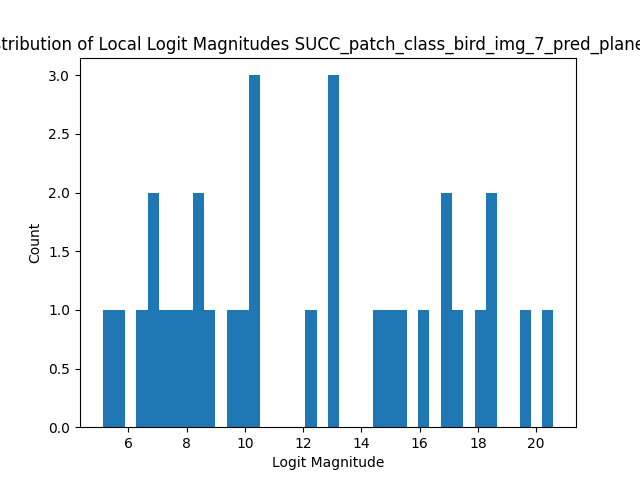 tribution of Local Logit Magnitudes SUCC_patch_class_bird_img_7_pred_plane
3.0
2.5
2.0
1.5
1.0
0.5
0.0
Count
6 8 10 12 14 16 18 20
Logit Magnitude